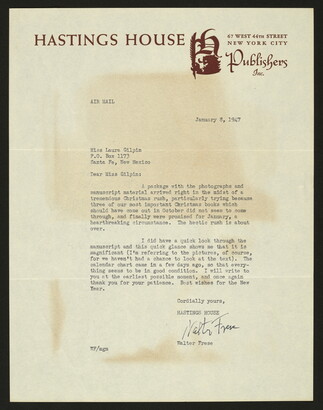 HASTINGS HOUSE
67 WEST 44TH STREET
NEW YORK CITY
Publishers
Inc.
AIR MAIL
January 8, 1947
Miss Laura Gilpin
P.O. Box 1173
Santa Fe, New Mexico
Dear Miss Gilpin:
A package with the photographs and
manuscript material arrived right in the midst of a
tremendous Christmas rush, particularly trying because
three of our most important Christmas books which
should have come out in October did not seem to come
through, and finally were promised for January, a
heartbreaking circumstance. The hectic rush is about
over.
I did have a quick look through the
manuscript and this quick glance shows me that it is
magnificent (I'm referring to the pictures, of course,
for we haven't had a chance to look at the text). The
calendar chart came in a few days ago, so that every-
thing seems to be in good condition. I will write to
you at the earliest possible moment, and once again
thank you for your patience. Best wishes for the New
Year.
Cordially yours,
HASTINGS HOUSE
Walter Frese
Walter Frese
WF/mgm